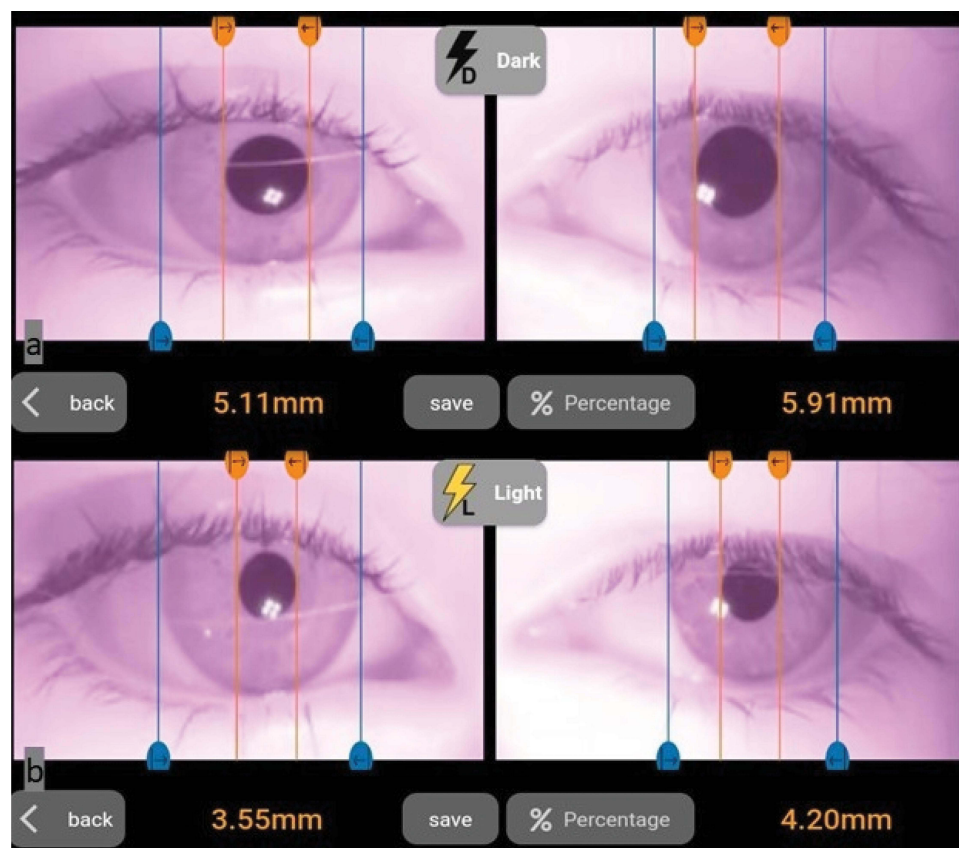 D Dark
a
back 5.11mm save % Percentage 5.91mm
L Light
b
back 3.55mm save % Percentage 4.20mm